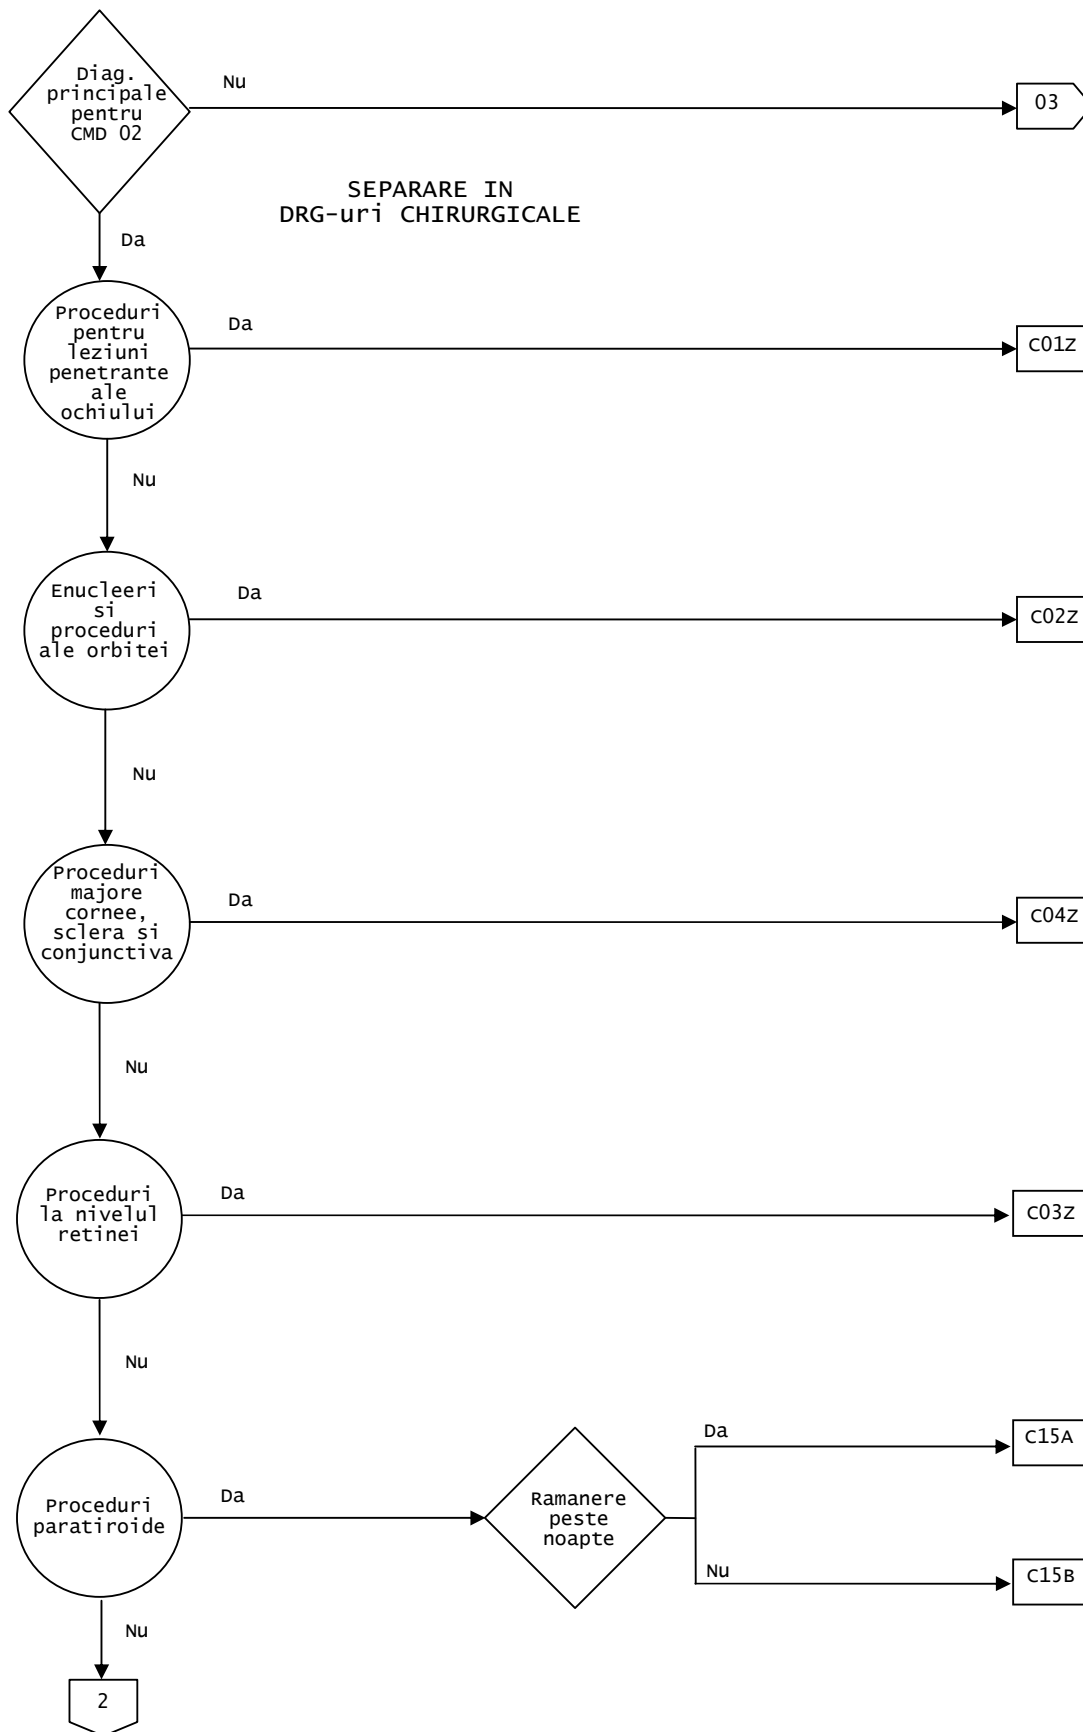 Diag.
principale
pentru
CMD 02
Nu
03
SEPARARE IN
DRG-uri CHIRURGICALE
Da
Proceduri
pentru
leziuni
penetrante
ale
ochiului
Da
C01Z
Nu
Enucleeri
si
proceduri
ale orbitei
Da
C02Z
Nu
Proceduri
majore
cornee,
sclera si
conjunctiva
Da
C04Z
Nu
Proceduri
la nivelul
retinei
Da
C03Z
Nu
Proceduri
paratiroide
Da
Ramanere
peste
noapte
Da
C15A
Nu
C15B
Nu
2